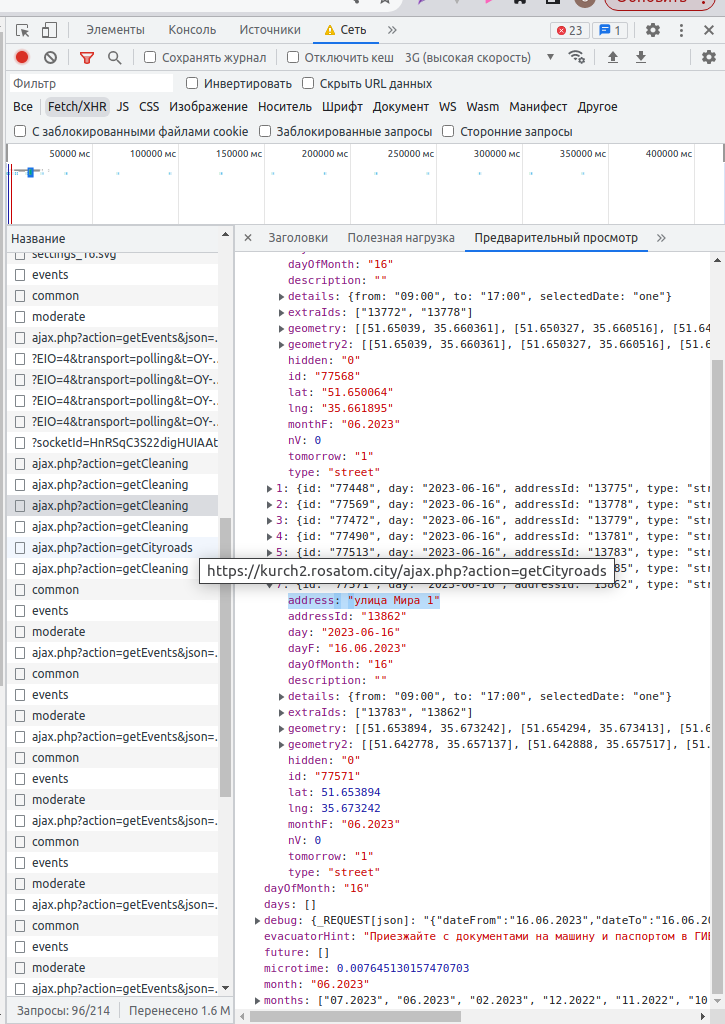 Обновить
Элементы Консоль Источники Сеть » 23 1
Сохранять журнал Отключить кеш 3G (высокая скорость)
Фильтр Инвертировать Скрыть URL данных
Все Fetch/XHR JS CSS Изображение Носитель Шрифт Документ WS Wasm Манифест Другое
С заблокированными файлами cookie Заблокированные запросы Сторонние запросы
50000 мс 100000 мс 150000 мс 200000 мс 250000 мс 300000 мс 350000 мс 400000 мс
Название
settings_16.svg
events
common
moderate
ajax.php?action=getEvents&json=...
?EIO=4&transport=polling&t=OY-...
?EIO=4&transport=polling&t=OY-...
?EIO=4&transport=polling&t=OY-...
?EIO=4&transport=polling&t=OY-...
?socketId=HnRSqC3S22digHUIAAt
ajax.php?action=getCleaning
ajax.php?action=getCleaning
ajax.php?action=getCleaning
ajax.php?action=getCleaning
ajax.php?action=getCityroads
ajax.php?action=getCleaning
common
events
moderate
ajax.php?action=getEvents&json=...
common
events
moderate
ajax.php?action=getEvents&json=...
common
events
moderate
ajax.php?action=getEvents&json=...
common
events
moderate
ajax.php?action=getEvents&json=...
common
events
moderate
ajax.php?action=getEvents&json=...
Запросы: 96/214 Перенесено 1.6 M
× Заголовки Полезная нагрузка Предварительный просмотр »
dayOfMonth: "16"
description: ""
details: {from: "09:00", to: "17:00", selectedDate: "one"}
extraIds: ["13772", "13778"]
geometry: [[51.65039, 35.660361], [51.650327, 35.660516], [51.64
geometry2: [[51.65039, 35.660361], [51.650327, 35.660516], [51.6
hidden: "0"
id: "77568"
lat: "51.650064"
lng: "35.661895"
monthF: "06.2023"
nV: 0
tomorrow: "1"
type: "street"
1: {id: "77448", day: "2023-06-16", addressId: "13775", type: "str
2: {id: "77569", day: "2023-06-16", addressId: "13778", type: "str
3: {id: "77472", day: "2023-06-16", addressId: "13779", type: "str
4: {id: "77490", day: "2023-06-16", addressId: "13781", type: "str
5: {id: "77513", day: "2023-06-16", addressId: "13783", type: "str
85", type: "str
https://kurch2.rosatom.city/ajax.php?action=getCityroads
7: {id: "77571", day: "2023-06-16", addressId: "13862", type: "str
address: "улица Мира 1"
addressId: "13862"
day: "2023-06-16"
dayF: "16.06.2023"
dayOfMonth: "16"
description: ""
details: {from: "09:00", to: "17:00", selectedDate: "one"}
extraIds: ["13783", "13862"]
geometry: [[51.653894, 35.673242], [51.654294, 35.673413], [51.6
geometry2: [[51.642778, 35.657137], [51.642888, 35.657517], [51.
hidden: "0"
id: "77571"
lat: 51.653894
lng: 35.673242
monthF: "06.2023"
nV: 0
tomorrow: "1"
type: "street"
dayOfMonth: "16"
days: []
debug: {_REQUEST[json]: "{"dateFrom":"16.06.2023","dateTo":"16.06.20
evacuatorHint: "Приезжайте с документами на машину и паспортом в ГИБ
future: []
microtime: 0.007645130157470703
month: "06.2023"
months: ["07.2023", "06.2023", "02.2023", "12.2022", "11.2022", "10